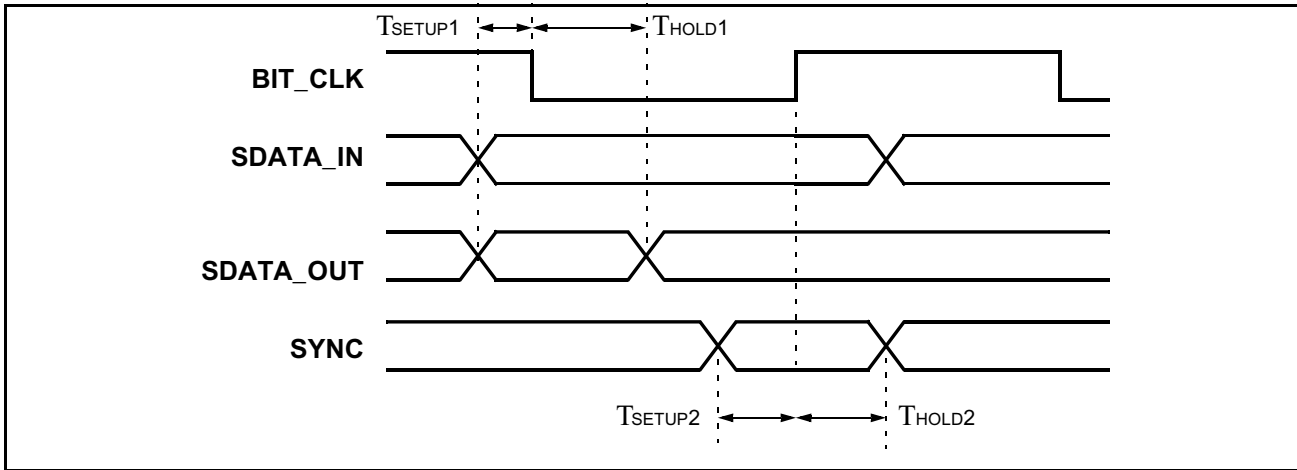 TSETUP1 THOLD1
BIT_CLK
SDATA_IN
SDATA_OUT
SYNC
TSETUP2 THOLD2